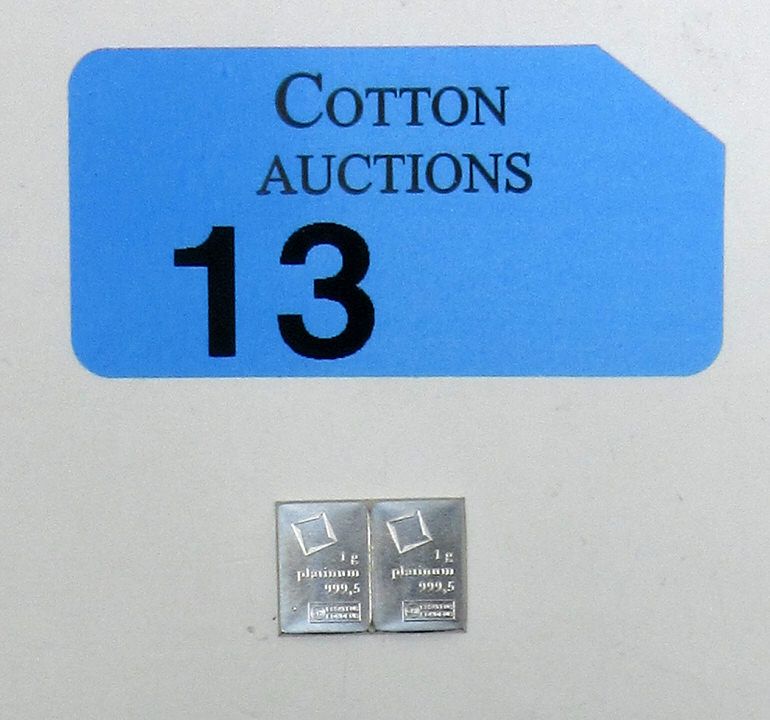 COTTON
AUCTIONS
13
1 g
platinum
999,5
1 g
platinum
999,5